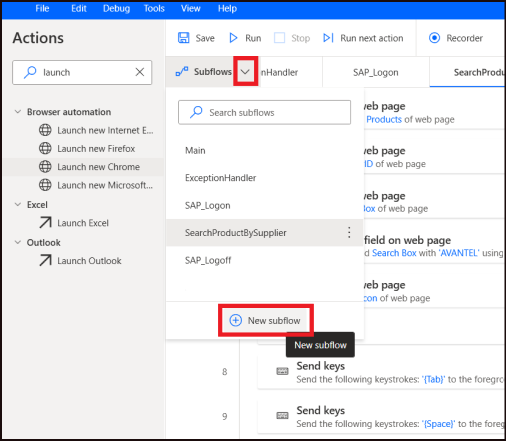 File Edit Debug Tools View Help
Actions
Save Run Stop Run next action Recorder
launch
Subflows nHandler SAP_Logon SearchProdu
Search subflows
Browser automation
Launch new Internet E...
Launch new Firefox
Launch new Chrome
Launch new Microsoft...
Excel
Launch Excel
Outlook
Launch Outlook
Main
ExceptionHandler
SAP_Logon
SearchProductBySupplier
SAP_Logoff
New subflow
New subflow
web page
Products of web page
web page
ID of web page
web page
Box of web page
field on web page
d Search Box with 'AVANTEL' using
web page
con of web page
8 Send keys
Send the following keystrokes: '{Tab}' to the foregro
9 Send keys
Send the following keystrokes: '{Space}' to the foreg